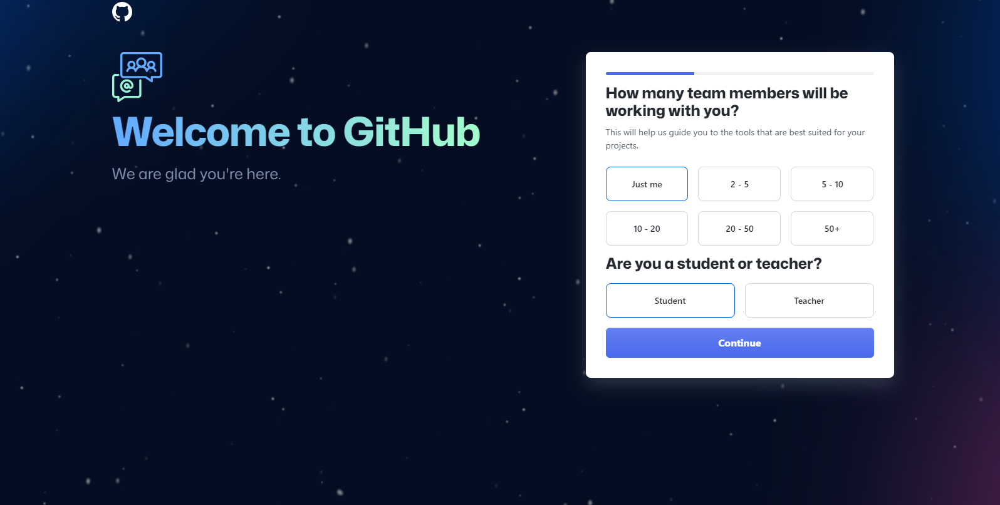 Welcome to GitHub
We are glad you're here.
How many team members will be
working with you?
This will help us guide you to the tools that are best suited for your
projects.
Just me
2 - 5
5 - 10
10 - 20
20 - 50
50+
Are you a student or teacher?
Student
Teacher
Continue